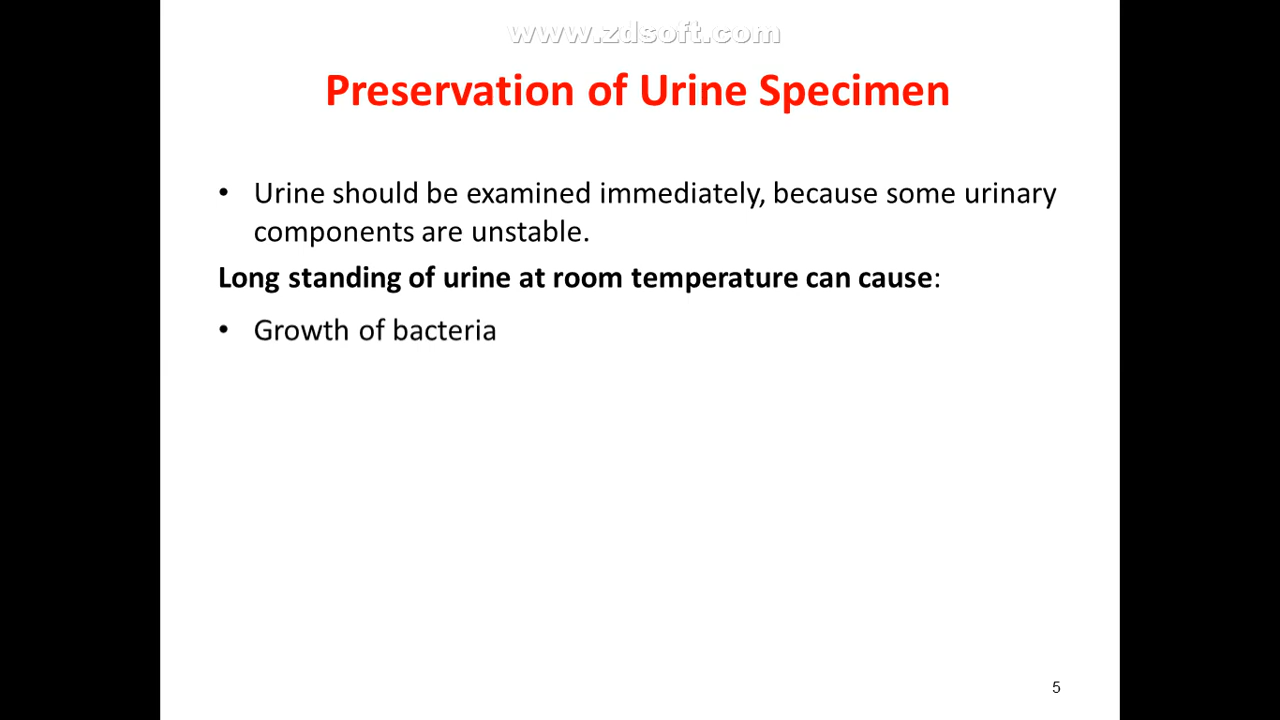 www.zdsoft.com
Preservation of Urine Specimen
• Urine should be examined immediately, because some urinary
components are unstable.
Long standing of urine at room temperature can cause:
• Growth of bacteria
5